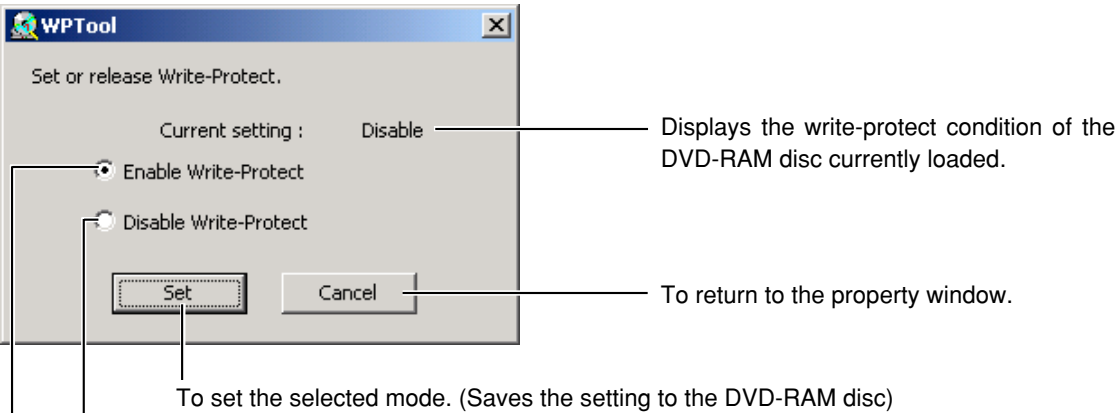 WPTool
Set or release Write-Protect.
Current setting : Disable
Displays the write-protect condition of the
DVD-RAM disc currently loaded.
Enable Write-Protect
Disable Write-Protect
Set Cancel
To return to the property window.
To set the selected mode. (Saves the setting to the DVD-RAM disc)